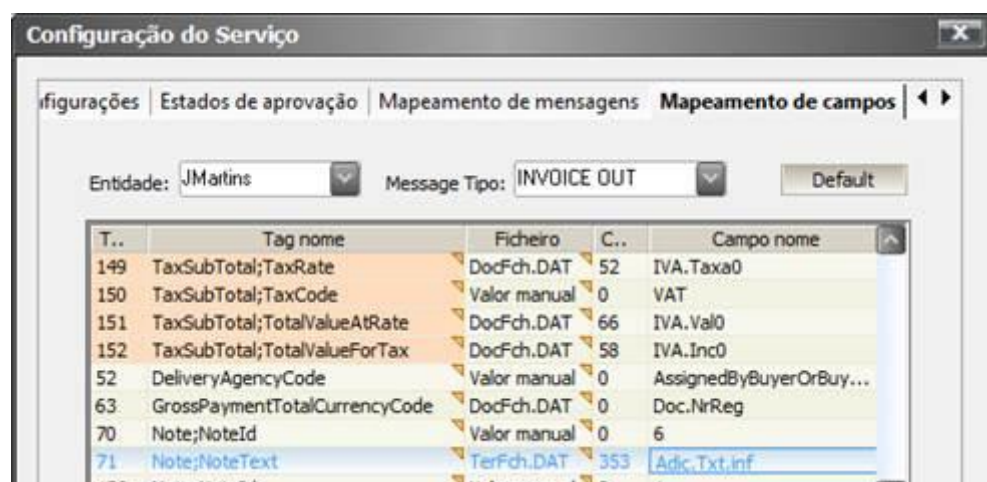 Configuração do Serviço
nfigurações Estados de aprovação Mapeamento de mensagens Mapeamento de campos
Entidade: JMartins Message Tipo: INVOICE OUT Default
T.. Tag nome Ficheiro C.. Campo nome
149 TaxSubTotal;TaxRate DocFch.DAT 52 IVA.Taxa0
150 TaxSubTotal;TaxCode Valor manual 0 VAT
151 TaxSubTotal;TotalValueAtRate DocFch.DAT 66 IVA.Val0
152 TaxSubTotal;TotalValueForTax DocFch.DAT 58 IVA.Inc0
52 DeliveryAgencyCode Valor manual 0 AssignedByBuyerOrBuy...
63 GrossPaymentTotalCurrencyCode DocFch.DAT 0 Doc.NrReg
70 Note;NoteId Valor manual 0 6
71 Note;NoteText TerFch.DAT 353 Adic.Txt.inf